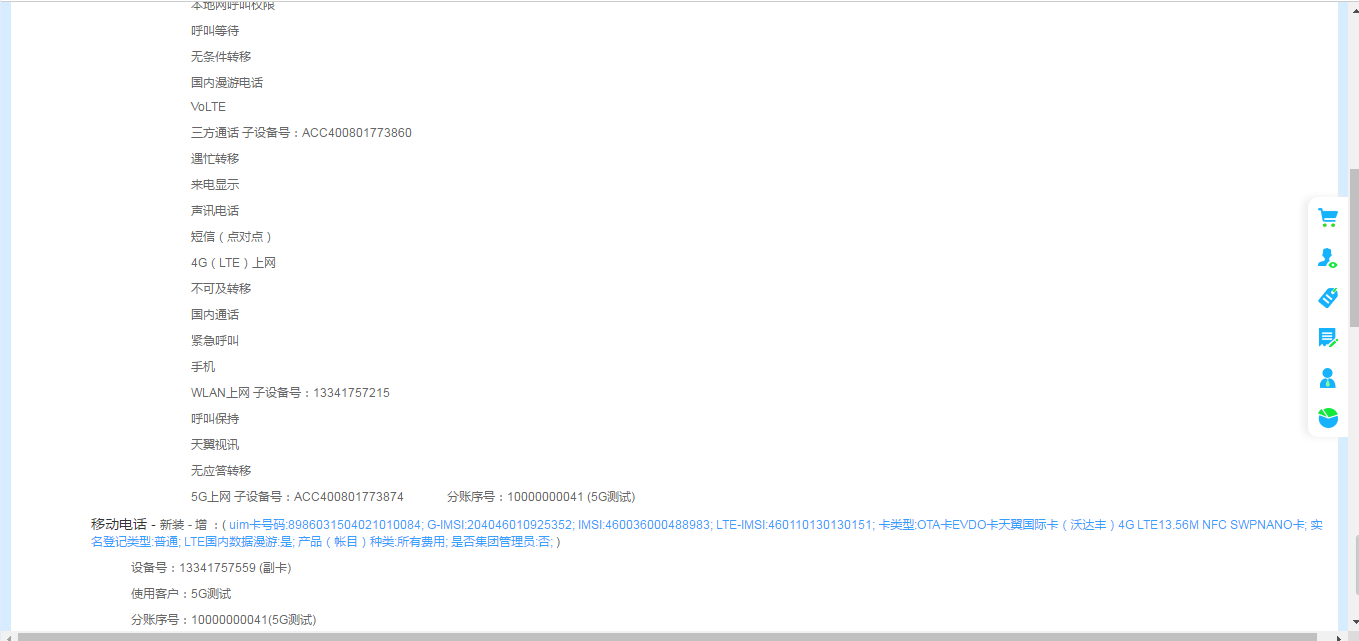 本地网呼叫权限
呼叫等待
无条件转移
国内漫游电话
VoLTE
三方通话 子设备号：ACC400801773860
遇忙转移
来电显示
声讯电话
短信（点对点）
4G（LTE）上网
不可及转移
国内通话
紧急呼叫
手机
WLAN上网 子设备号：13341757215
呼叫保持
天翼视讯
无应答转移
5G上网 子设备号：ACC400801773874 分账序号：10000000041 (5G测试)
移动电话 - 新装 - 增 ：( uim卡号码:8986031504021010084; G-IMSI:204046010925352; IMSI:460036000488983; LTE-IMSI:460110130130151; 卡类型:OTA卡EVDO卡天翼国际卡（沃达丰）4G LTE13.56M NFC SWPNANO卡; 实
名登记类型:普通; LTE国内数据漫游:是; 产品（帐目）种类:所有费用; 是否集团管理员:否; )
设备号：13341757559 (副卡)
使用客户：5G测试
分账序号：10000000041(5G测试)